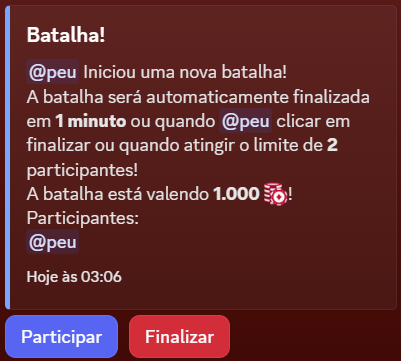 Batalha!
@peu Iniciou uma nova batalha!
A batalha será automaticamente finalizada
em 1 minuto ou quando @peu clicar em
finalizar ou quando atingir o limite de 2
participantes!
A batalha está valendo 1.000 !
Participantes:
@peu
Hoje às 03:06
Participar Finalizar